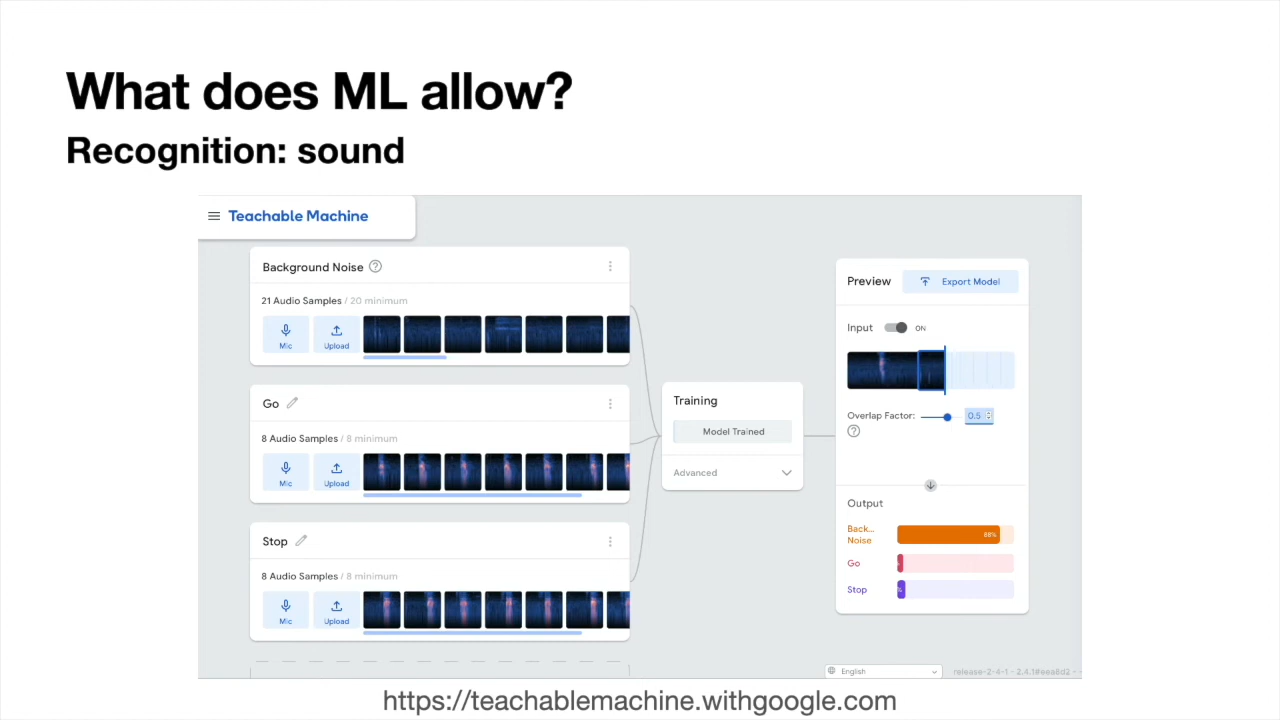 What does ML allow?
Recognition: sound
Teachable Machine
Background Noise
21 Audio Samples / 20 minimum
Mic
Upload
Go
8 Audio Samples / 8 minimum
Mic
Upload
Stop
8 Audio Samples / 8 minimum
Mic
Upload
Training
Model Trained
Advanced
Preview
Export Model
Input
ON
Overlap Factor:
0.5
Output
Back...
Noise
88%
Go
Stop
English
https://teachablemachine.withgoogle.com